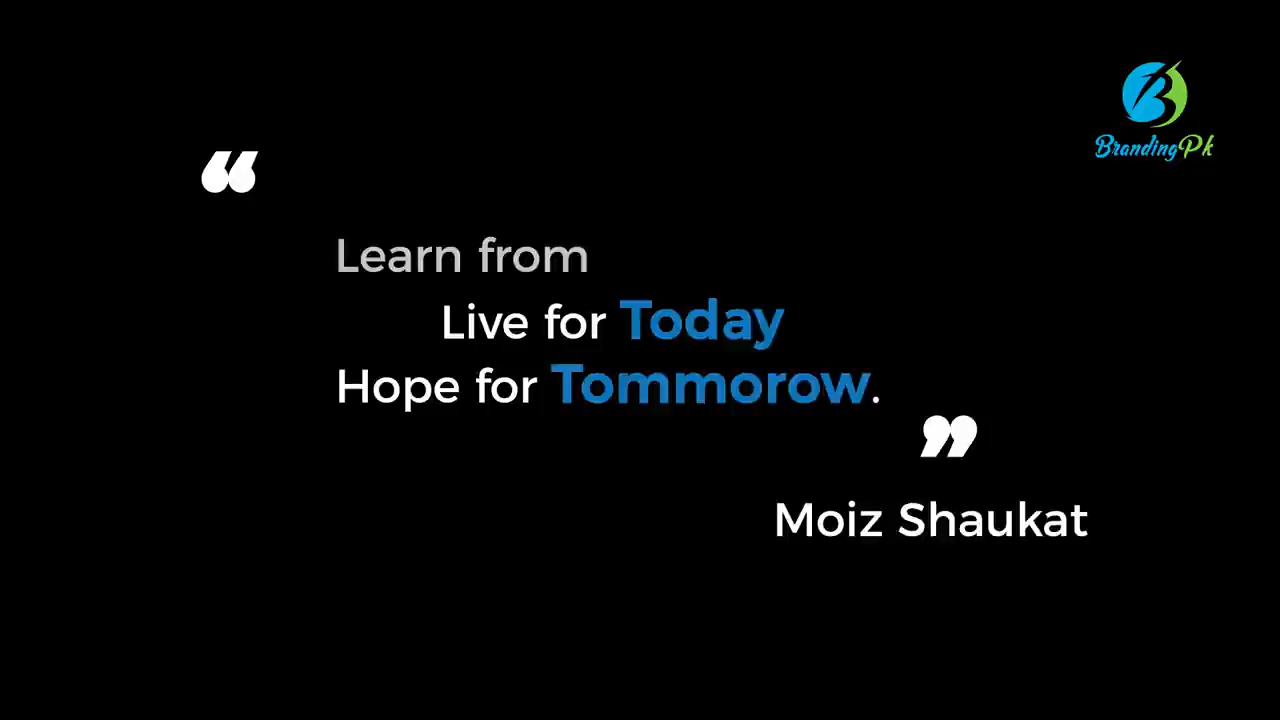 BrandingPk
“
Learn from
Live for Today
Hope for Tommorow.
”
Moiz Shaukat